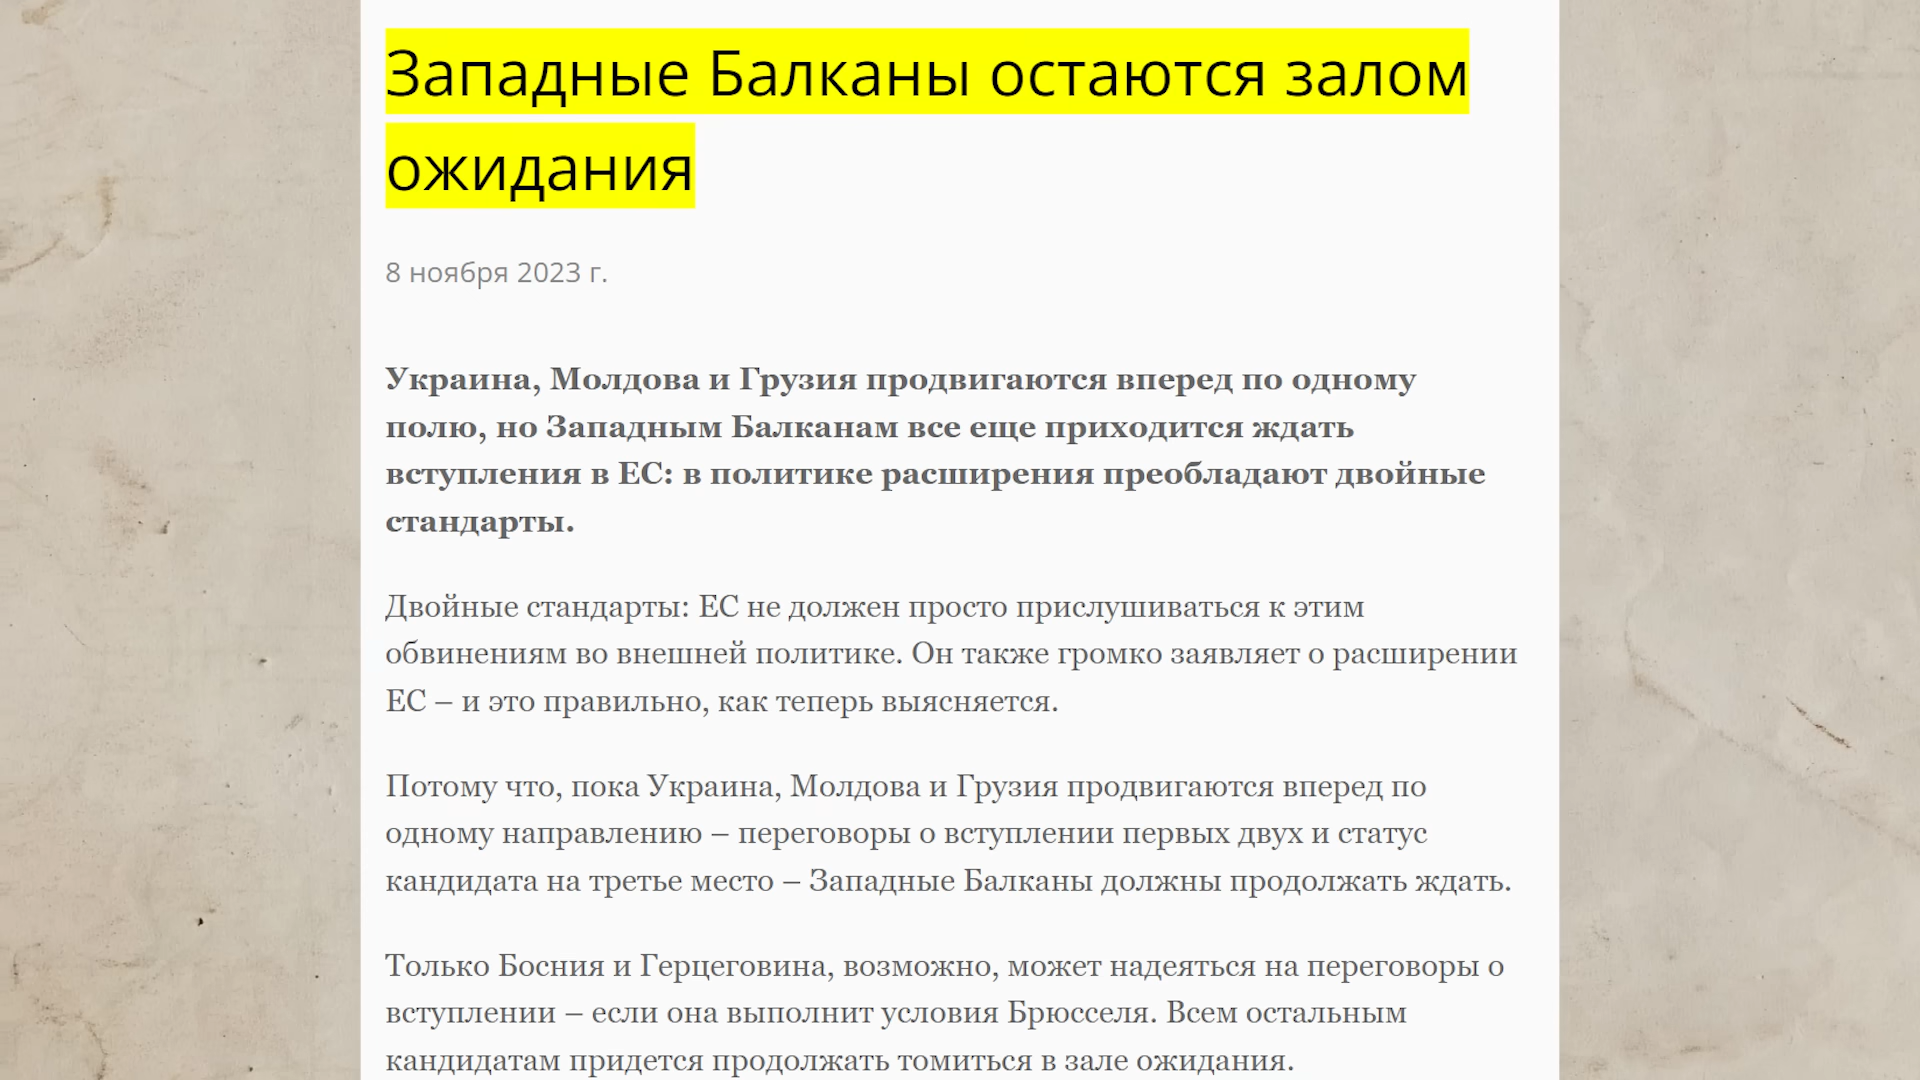 Западные Балканы остаются залом
ожидания
8 ноября 2023 г.
Украина, Молдова и Грузия продвигаются вперед по одному
полю, но Западным Балканам все еще приходится ждать
вступления в ЕС: в политике расширения преобладают двойные
стандарты.
Двойные стандарты: ЕС не должен просто прислушиваться к этим
обвинениям во внешней политике. Он также громко заявляет о расширении
ЕС – и это правильно, как теперь выясняется.
Потому что, пока Украина, Молдова и Грузия продвигаются вперед по
одному направлению – переговоры о вступлении первых двух и статус
кандидата на третье место – Западные Балканы должны продолжать ждать.
Только Босния и Герцеговина, возможно, может надеяться на переговоры о
вступлении – если она выполнит условия Брюсселя. Всем остальным
кандидатам придется продолжать томиться в зале ожидания.